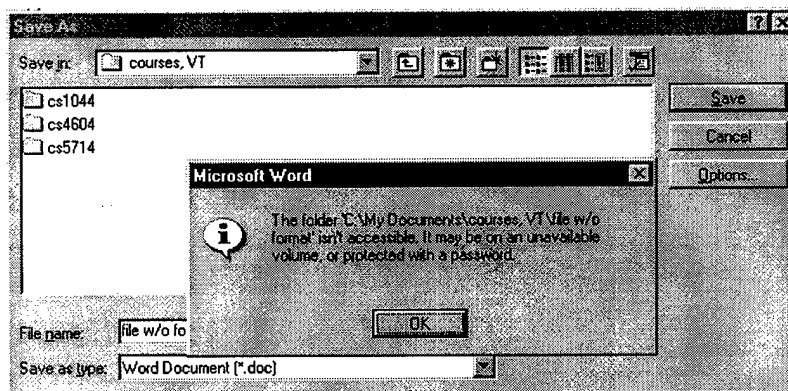 Save As
Save in: courses, VT
cs1044
cs4604
cs5714
Save
Cancel
Options...
Microsoft Word
The folder 'C:\My Documents\courses, VT\file w/o
format' isn't accessible. It may be on an unavailable
volume, or protected with a password.
OK
File name: file w/o fo
Save as type: Word Document (*.doc)